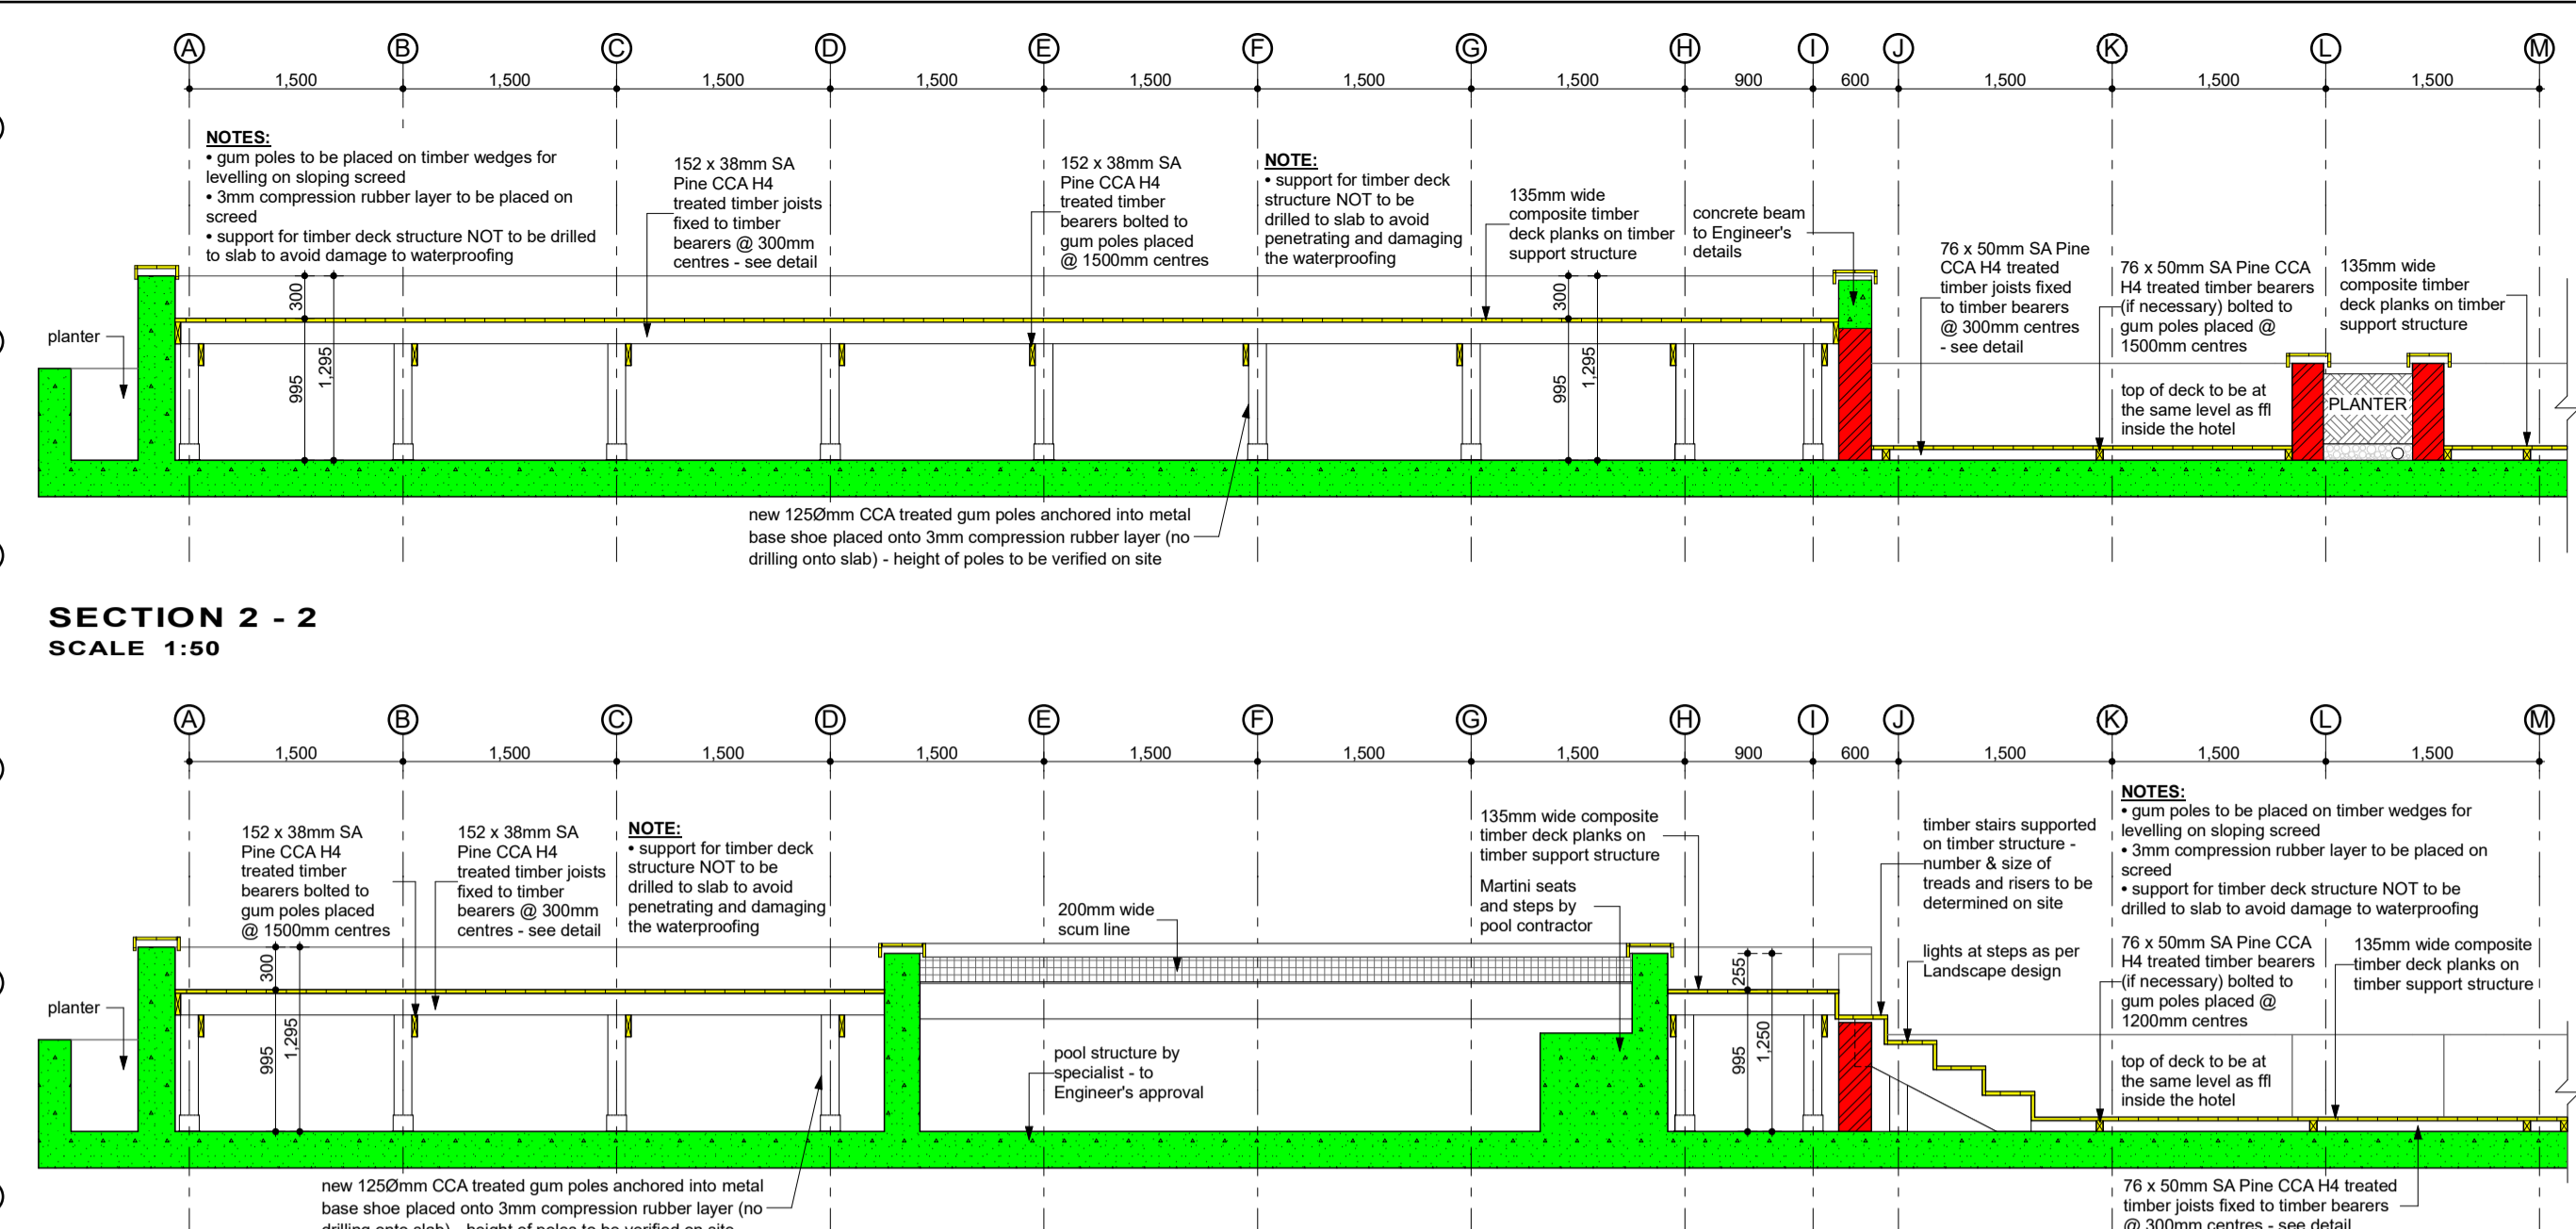 A B C D E F G H I J K L M
1,500 1,500 1,500 1,500 1,500 1,500 1,500 900 600 1,500 1,500 1,500
NOTES:
• gum poles to be placed on timber wedges for
levelling on sloping screed
• 3mm compression rubber layer to be placed on
screed
• support for timber deck structure NOT to be drilled
to slab to avoid damage to waterproofing
152 x 38mm SA
Pine CCA H4
treated timber joists
fixed to timber
bearers @ 300mm
centres - see detail
152 x 38mm SA
Pine CCA H4
treated timber
bearers bolted to
gum poles placed
@ 1500mm centres
NOTE:
• support for timber deck
structure NOT to be
drilled to slab to avoid
penetrating and damaging
the waterproofing
135mm wide
composite timber
deck planks on timber
support structure
concrete beam
to Engineer's
details
76 x 50mm SA Pine
CCA H4 treated
timber joists fixed
to timber bearers
@ 300mm centres
- see detail
76 x 50mm SA Pine CCA
H4 treated timber bearers
(if necessary) bolted to
gum poles placed @
1500mm centres
135mm wide
composite timber
deck planks on timber
support structure
planter
300
995
1,295
300
995
1,295
top of deck to be at
the same level as ffl
inside the hotel
PLANTER
new 125Ømm CCA treated gum poles anchored into metal
base shoe placed onto 3mm compression rubber layer (no
drilling onto slab) - height of poles to be verified on site
SECTION 2 - 2
SCALE 1:50
A B C D E F G H I J K L M
1,500 1,500 1,500 1,500 1,500 1,500 1,500 900 600 1,500 1,500 1,500
152 x 38mm SA
Pine CCA H4
treated timber
bearers bolted to
gum poles placed
@ 1500mm centres
152 x 38mm SA
Pine CCA H4
treated timber joists
fixed to timber
bearers @ 300mm
centres - see detail
NOTE:
• support for timber deck
structure NOT to be
drilled to slab to avoid
penetrating and damaging
the waterproofing
200mm wide
scum line
135mm wide composite
timber deck planks on
timber support structure
Martini seats
and steps by
pool contractor
timber stairs supported
on timber structure -
number & size of
treads and risers to be
determined on site
lights at steps as per
Landscape design
NOTES:
• gum poles to be placed on timber wedges for
levelling on sloping screed
• 3mm compression rubber layer to be placed on
screed
• support for timber deck structure NOT to be
drilled to slab to avoid damage to waterproofing
76 x 50mm SA Pine CCA
H4 treated timber bearers
(if necessary) bolted to
gum poles placed @
1200mm centres
135mm wide composite
timber deck planks on
timber support structure
planter
300
995
1,295
255
995
1,250
pool structure by
specialist - to
Engineer's approval
top of deck to be at
the same level as ffl
inside the hotel
new 125Ømm CCA treated gum poles anchored into metal
base shoe placed onto 3mm compression rubber layer (no
drilling onto slab) - height of poles to be verified on site
76 x 50mm SA Pine CCA H4 treated
timber joists fixed to timber bearers
@ 300mm centres - see detail